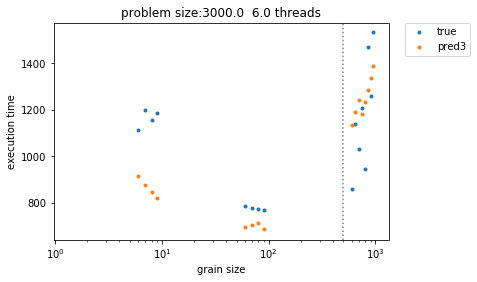 problem size:3000.0  6.0 threads
true
pred3
execution time
1400
1200
1000
800
10^0
10^1
10^2
10^3
grain size